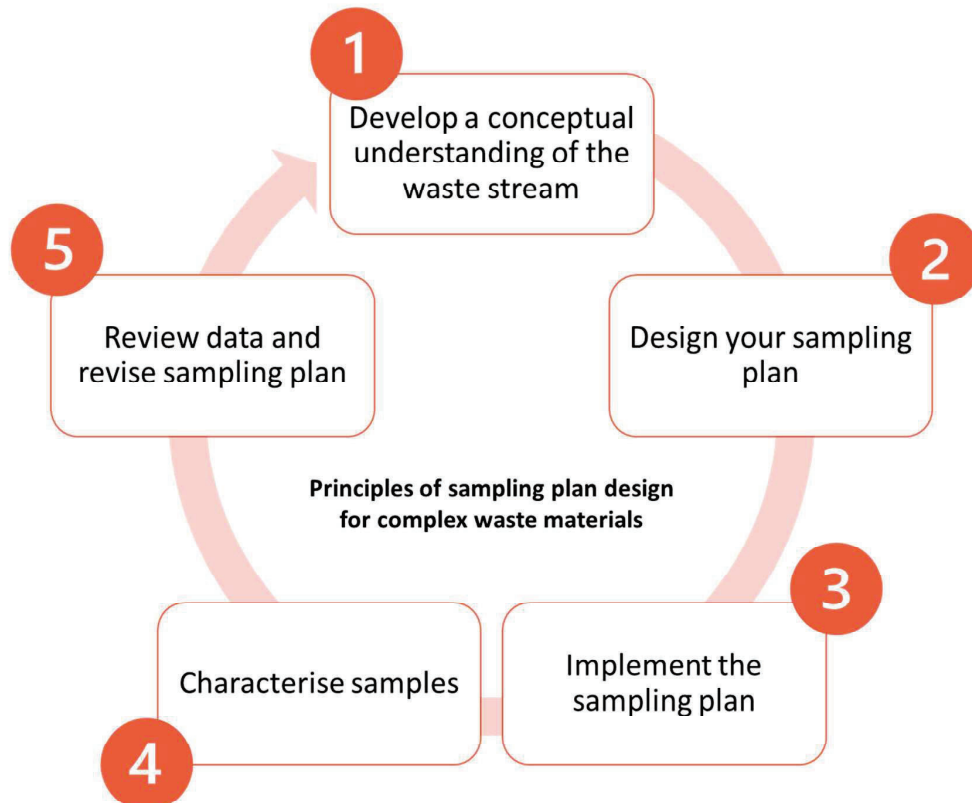 1
Develop a conceptual
understanding of the
waste stream
2
Design your sampling
plan
3
Implement the
sampling plan
4
Characterise samples
5
Review data and
revise sampling plan
Principles of sampling plan design
for complex waste materials